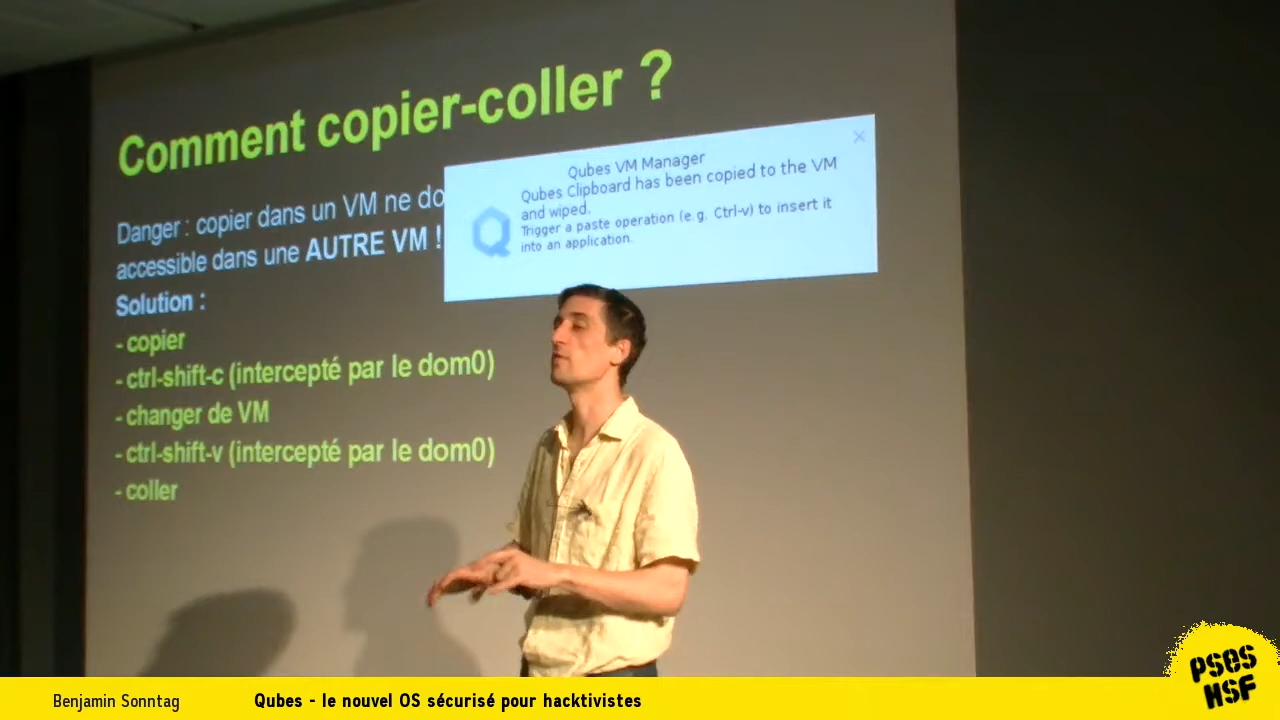 Comment copier-coller ?
Danger : copier dans un VM ne do
accessible dans une AUTRE VM !
Solution :
- copier
- ctrl-shift-c (intercepté par le dom0)
- changer de VM
- ctrl-shift-v (intercepté par le dom0)
- coller
Qubes VM Manager
Qubes Clipboard has been copied to the VM
and wiped.
Trigger a paste operation (e.g. Ctrl-v) to insert it
into an application.
Benjamin Sonntag
Qubes - le nouvel OS sécurisé pour hacktivistes
PSES
HSF